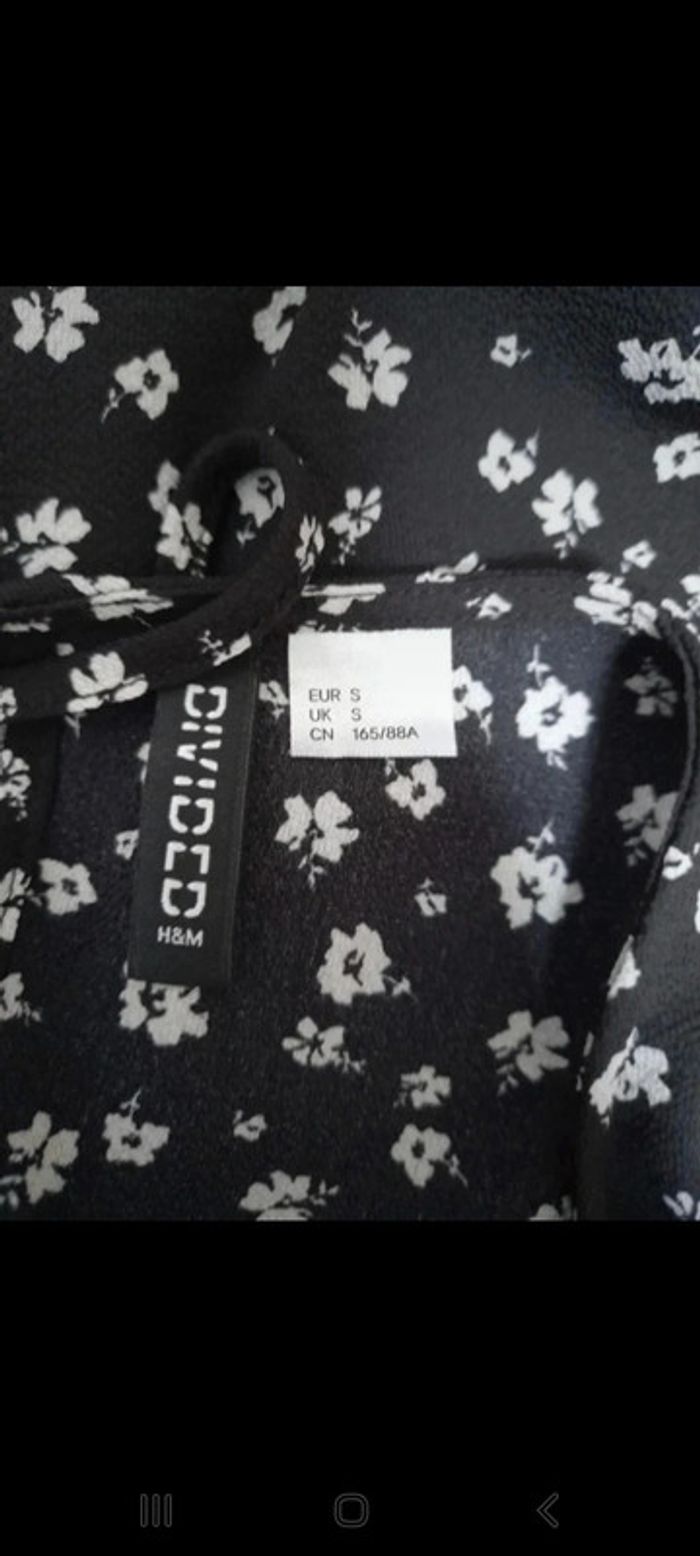 DIVIDED
H&M
EUR S
UK S
CN 165/88A